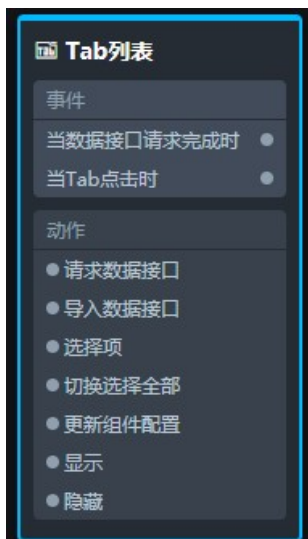 Tab列表
事件
当数据接口请求完成时
当Tab点击时
动作
请求数据接口
导入数据接口
选择项
切换选择全部
更新组件配置
显示
隐藏